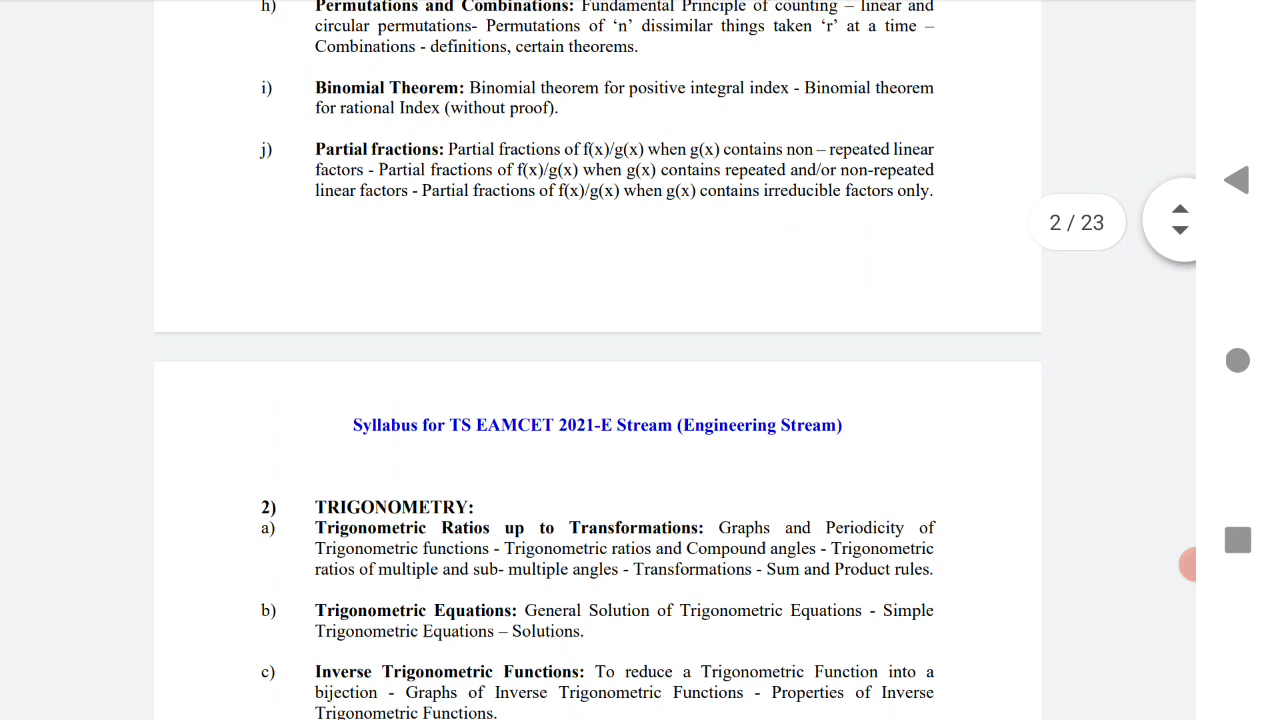 h) Permutations and Combinations: Fundamental Principle of counting – linear and
circular permutations- Permutations of ‘n’ dissimilar things taken ‘r’ at a time –
Combinations - definitions, certain theorems.
i) Binomial Theorem: Binomial theorem for positive integral index - Binomial theorem
for rational Index (without proof).
j) Partial fractions: Partial fractions of f(x)/g(x) when g(x) contains non – repeated linear
factors - Partial fractions of f(x)/g(x) when g(x) contains repeated and/or non-repeated
linear factors - Partial fractions of f(x)/g(x) when g(x) contains irreducible factors only.
2 / 23
Syllabus for TS EAMCET 2021-E Stream (Engineering Stream)
2) TRIGONOMETRY:
a) Trigonometric Ratios up to Transformations: Graphs and Periodicity of
Trigonometric functions - Trigonometric ratios and Compound angles - Trigonometric
ratios of multiple and sub- multiple angles - Transformations - Sum and Product rules.
b) Trigonometric Equations: General Solution of Trigonometric Equations - Simple
Trigonometric Equations – Solutions.
c) Inverse Trigonometric Functions: To reduce a Trigonometric Function into a
bijection - Graphs of Inverse Trigonometric Functions - Properties of Inverse
Trigonometric Functions.